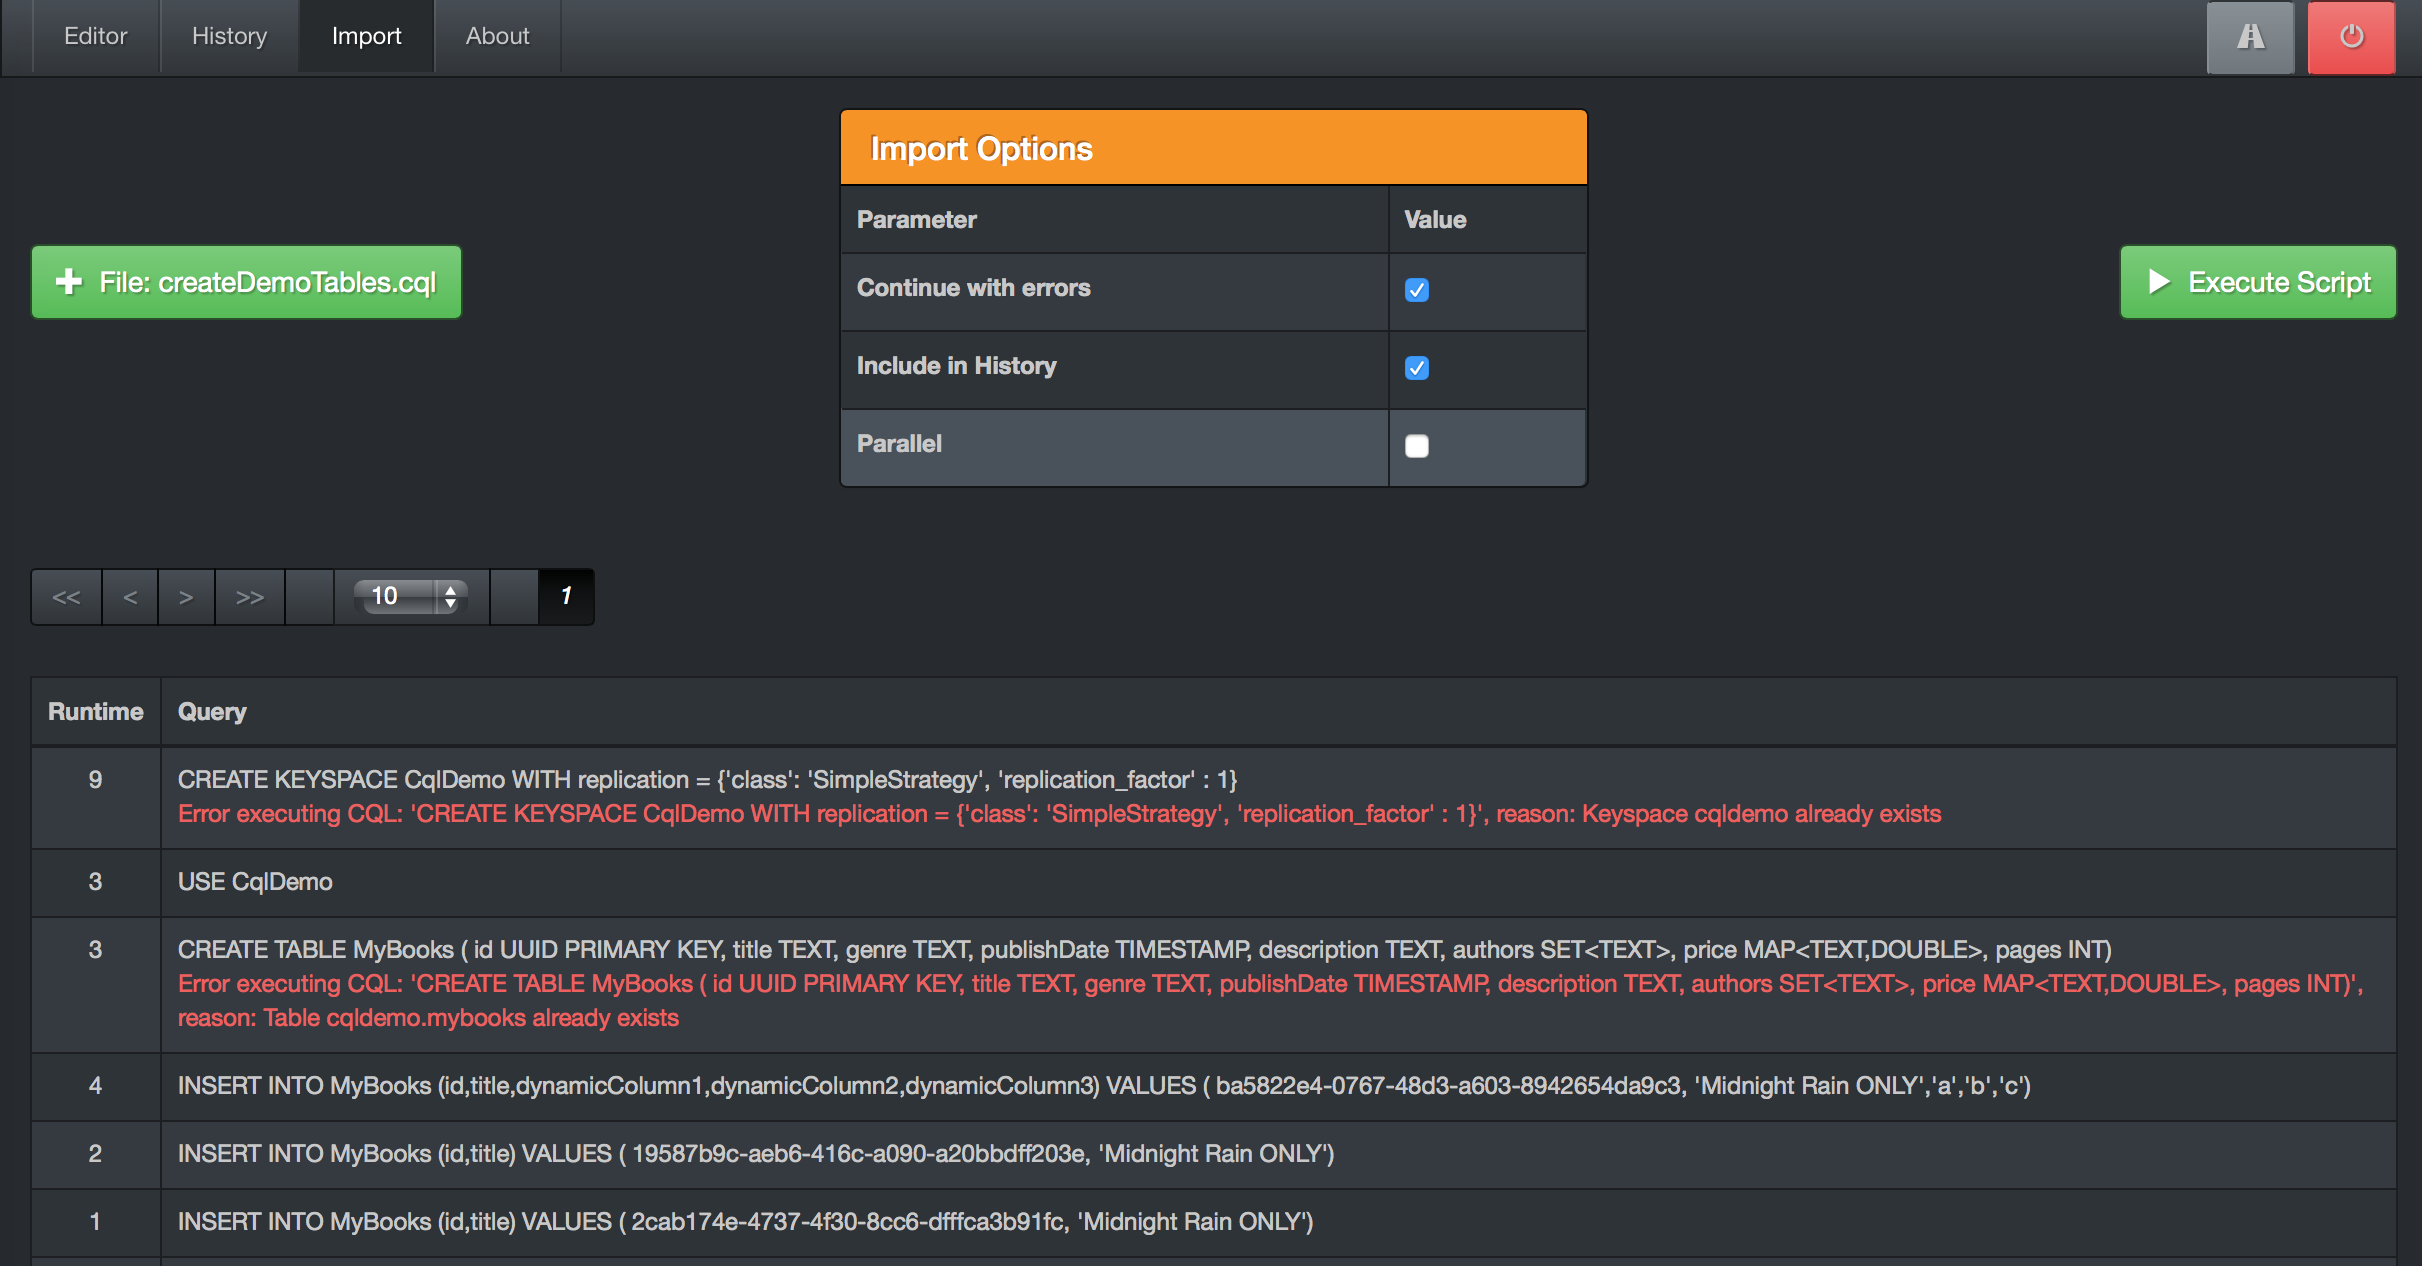 Editor
History
Import
About
Import Options
Parameter
Value
Continue with errors
Include in History
Parallel
File: createDemoTables.cql
Execute Script
<<
<
>
>>
10
1
Runtime
Query
9
CREATE KEYSPACE CqlDemo WITH replication = {'class': 'SimpleStrategy', 'replication_factor' : 1}
Error executing CQL: 'CREATE KEYSPACE CqlDemo WITH replication = {'class': 'SimpleStrategy', 'replication_factor' : 1}', reason: Keyspace cqldemo already exists
3
USE CqlDemo
3
CREATE TABLE MyBooks ( id UUID PRIMARY KEY, title TEXT, genre TEXT, publishDate TIMESTAMP, description TEXT, authors SET<TEXT>, price MAP<TEXT,DOUBLE>, pages INT)
Error executing CQL: 'CREATE TABLE MyBooks ( id UUID PRIMARY KEY, title TEXT, genre TEXT, publishDate TIMESTAMP, description TEXT, authors SET<TEXT>, price MAP<TEXT,DOUBLE>, pages INT)',
reason: Table cqldemo.mybooks already exists
4
INSERT INTO MyBooks (id,title,dynamicColumn1,dynamicColumn2,dynamicColumn3) VALUES ( ba5822e4-0767-48d3-a603-8942654da9c3, 'Midnight Rain ONLY','a','b','c')
2
INSERT INTO MyBooks (id,title) VALUES ( 19587b9c-aeb6-416c-a090-a20bbdff203e, 'Midnight Rain ONLY')
1
INSERT INTO MyBooks (id,title) VALUES ( 2cab174e-4737-4f30-8cc6-dfffca3b91fc, 'Midnight Rain ONLY')